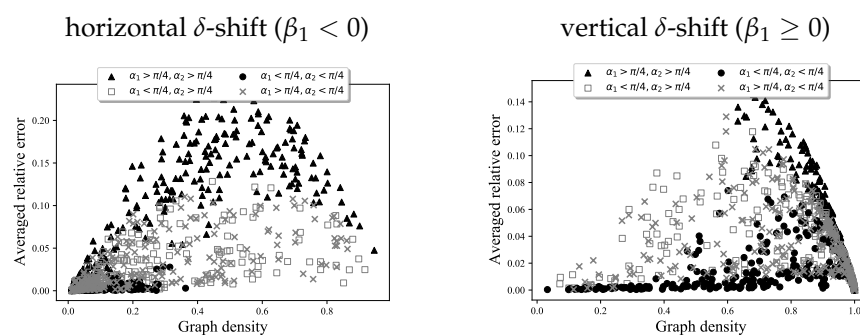 horizontal δ-shift (β₁ < 0)
α₁ > π/4, α₂ > π/4
α₁ < π/4, α₂ < π/4
α₁ < π/4, α₂ > π/4
α₁ > π/4, α₂ < π/4
Averaged relative error
0.20
0.15
0.10
0.05
0.00
0.0 0.2 0.4 0.6 0.8
Graph density
vertical δ-shift (β₁ ≥ 0)
α₁ > π/4, α₂ > π/4
α₁ < π/4, α₂ < π/4
α₁ < π/4, α₂ > π/4
α₁ > π/4, α₂ < π/4
Averaged relative error
0.14
0.12
0.10
0.08
0.06
0.04
0.02
0.00
0.0 0.2 0.4 0.6 0.8 1.0
Graph density